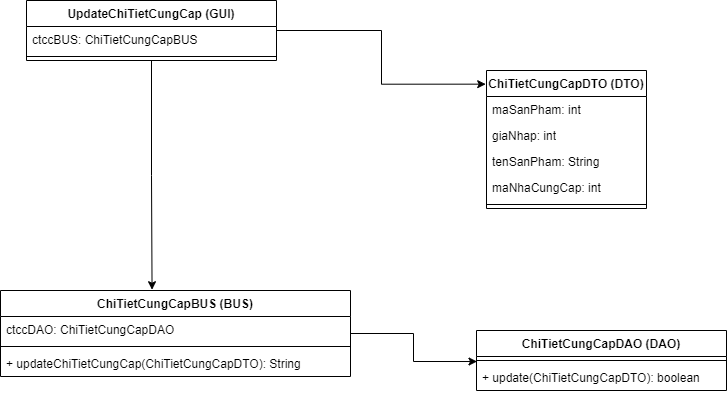 UpdateChiTietCungCap (GUI)
ctccBUS: ChiTietCungCapBUS
ChiTietCungCapDTO (DTO)
maSanPham: int
giaNhap: int
tenSanPham: String
maNhaCungCap: int
ChiTietCungCapBUS (BUS)
ctccDAO: ChiTietCungCapDAO
+ updateChiTietCungCap(ChiTietCungCapDTO): String
ChiTietCungCapDAO (DAO)
+ update(ChiTietCungCapDTO): boolean